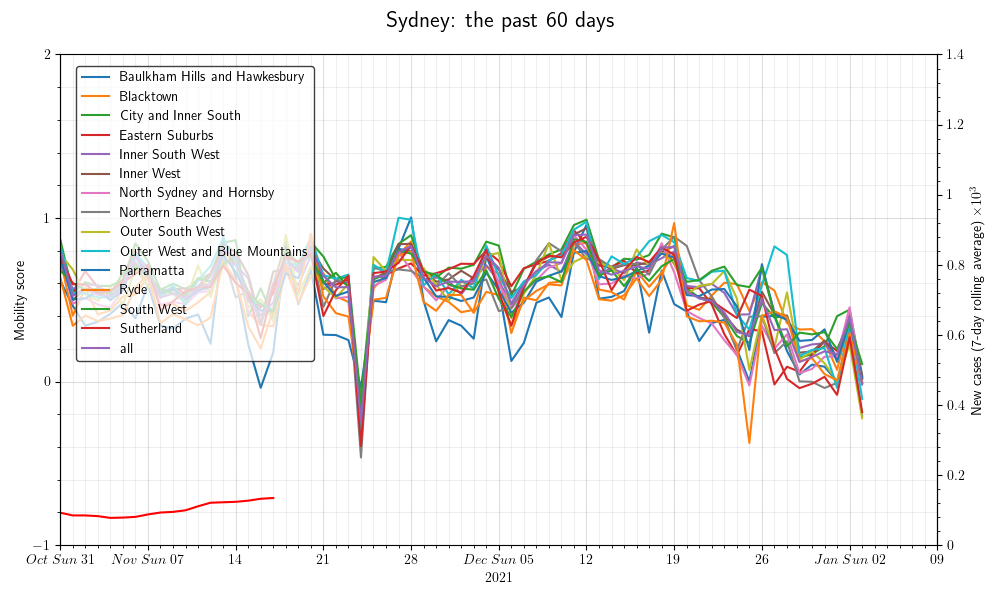 Sydney: the past 60 days
2
1
0
−1
Mobility score
Baulkham Hills and Hawkesbury
Blacktown
City and Inner South
Eastern Suburbs
Inner South West
Inner West
North Sydney and Hornsby
Northern Beaches
Outer South West
Outer West and Blue Mountains
Parramatta
Ryde
South West
Sutherland
all
1.4
1.2
1
0.8
0.6
0.4
0.2
0
New cases (7-day rolling average) ×10³
Oct Sun 31 Nov Sun 07 14 21 28 Dec Sun 05 12 19 26 Jan Sun 02 09
2021